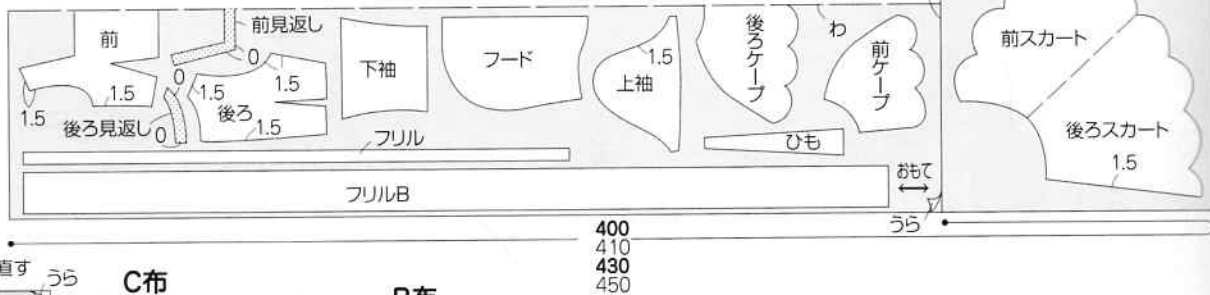 前
前見返し
0
0
1.5
1.5
1.5
後ろ見返し
0
1.5
後ろ
1.5
下袖
フード
1.5
上袖
後ろケープ
わ
前ケープ
前スカート
後ろスカート
1.5
フリル
ひも
フリルB
おもて
うら
400
410
430
450
直す
うら
C布